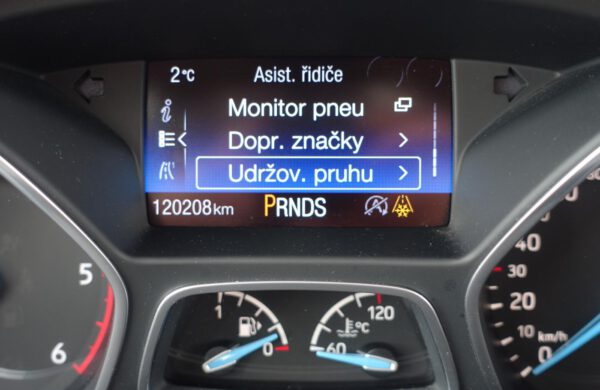 2°C Asist. řidiče
Monitor pneu
Dopr. značky
Udržov. pruhu
120208km PRNDS
5
6
1 0
60 120 °C
40
30
20
10 km/h
0